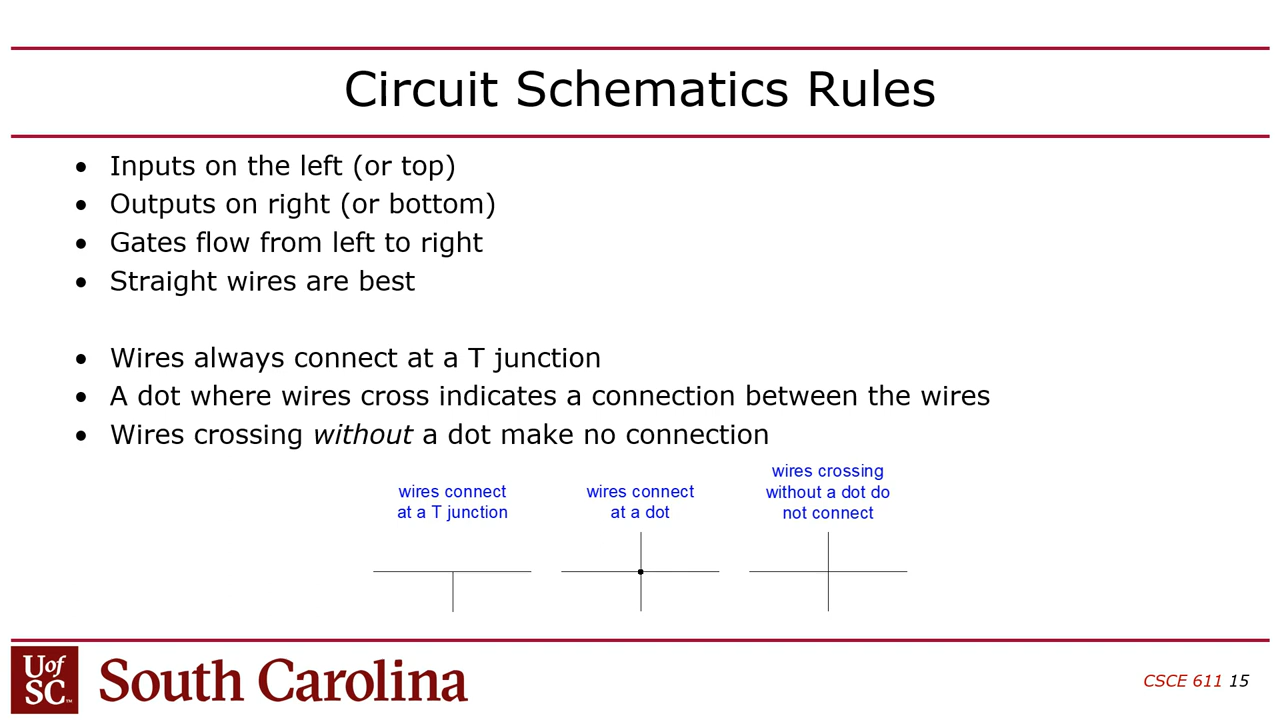 Circuit Schematics Rules
• Inputs on the left (or top)
• Outputs on right (or bottom)
• Gates flow from left to right
• Straight wires are best
• Wires always connect at a T junction
• A dot where wires cross indicates a connection between the wires
• Wires crossing without a dot make no connection
wires connect
at a T junction
wires connect
at a dot
wires crossing
without a dot do
not connect
UofSC™
South Carolina
CSCE 611 15